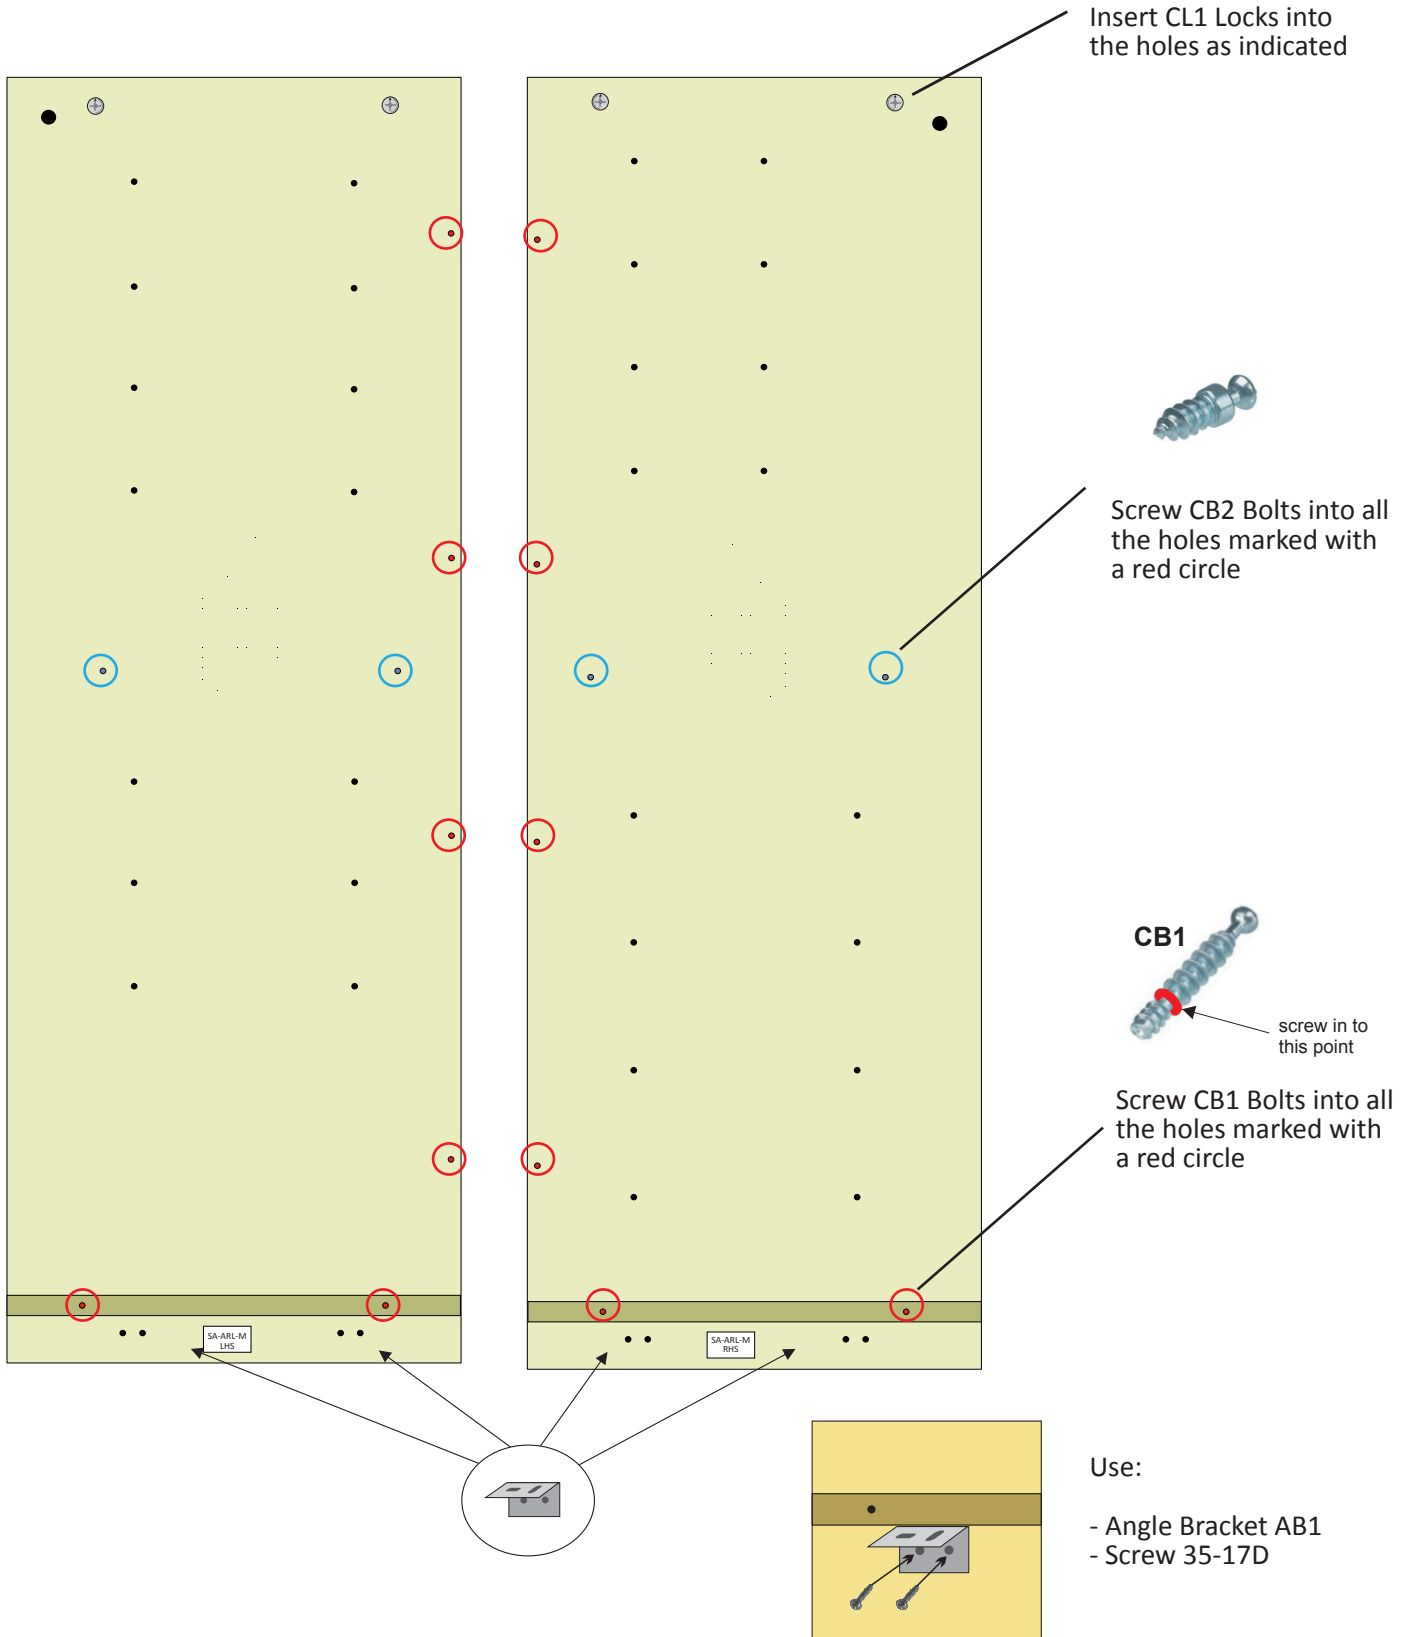 Insert CL1 Locks into
the holes as indicated
Screw CB2 Bolts into all
the holes marked with
a red circle
CB1
screw in to
this point
Screw CB1 Bolts into all
the holes marked with
a red circle
SA-ARL-M
LHS
SA-ARL-M
RHS
Use:
- Angle Bracket AB1
- Screw 35-17D